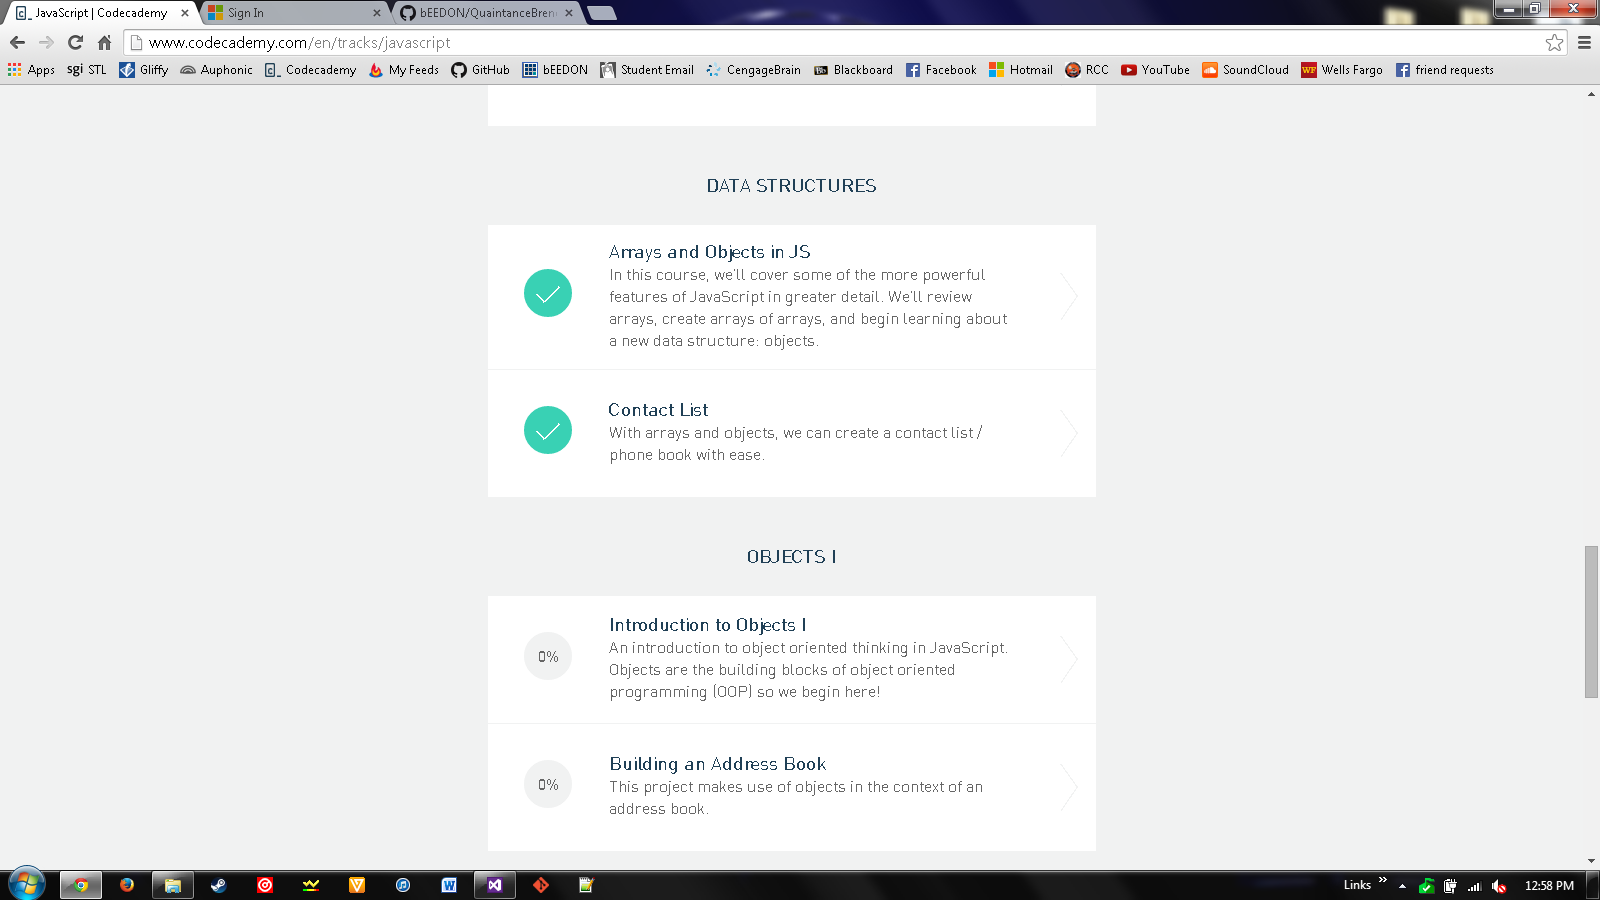 JavaScript | Codecademy
Sign In
bEEDON/QuaintanceBren
www.codecademy.com/en/tracks/javascript
Apps
sgi STL
Gliffy
Auphonic
Codecademy
My Feeds
GitHub
bEEDON
Student Email
CengageBrain
Blackboard
Facebook
Hotmail
RCC
YouTube
SoundCloud
Wells Fargo
friend requests
DATA STRUCTURES
Arrays and Objects in JS
In this course, we'll cover some of the more powerful
features of JavaScript in greater detail. We'll review
arrays, create arrays of arrays, and begin learning about
a new data structure: objects.
Contact List
With arrays and objects, we can create a contact list /
phone book with ease.
OBJECTS I
Introduction to Objects I
0%
An introduction to object oriented thinking in JavaScript.
Objects are the building blocks of object oriented
programming (OOP) so we begin here!
Building an Address Book
0%
This project makes use of objects in the context of an
address book.
Links
12:58 PM